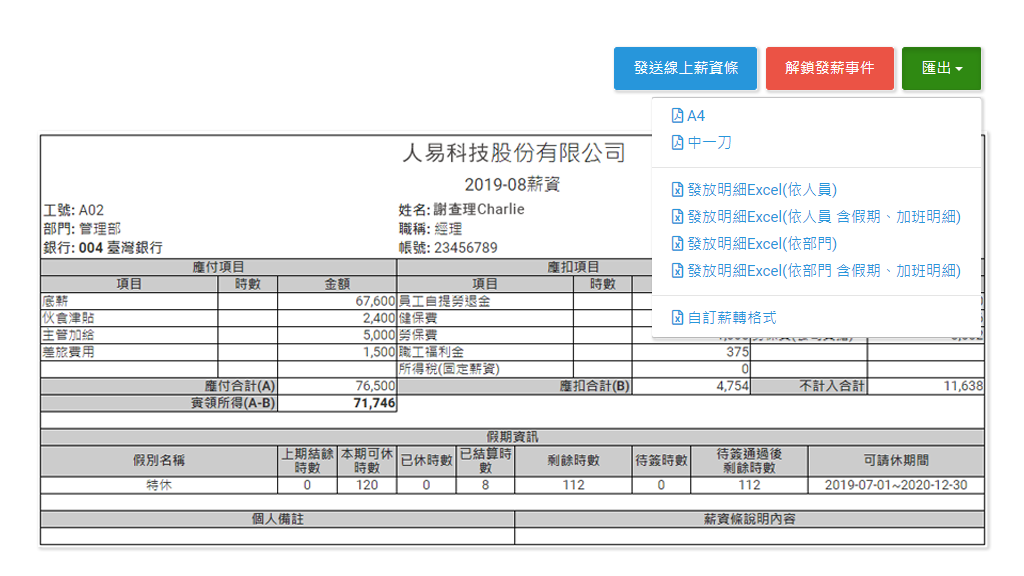 發送線上薪資條 解鎖發薪事件 匯出
A4
中一刀
發放明細Excel(依人員)
發放明細Excel(依人員 含假期、加班明細)
發放明細Excel(依部門)
發放明細Excel(依部門 含假期、加班明細)
自訂薪轉格式
人易科技股份有限公司
2019-08薪資
工號: A02 姓名: 謝查理Charlie
部門: 管理部 職稱: 經理
銀行: 004 臺灣銀行 帳號: 23456789
應付項目 應扣項目
項目 時數 金額 項目 時數
底薪 67,600 員工自提勞退金
伙食津貼 2,400 健保費
主管加給 5,000 勞保費
差旅費用 1,500 職工福利金 375
所得稅(固定薪資) 0
應付合計(A) 76,500 應扣合計(B) 4,754 不計入合計 11,638
實領所得(A-B) 71,746
假期資訊
假別名稱 上期結餘時數 本期可休時數 已休時數 已結算時數 剩餘時數 待簽時數 待簽通過後剩餘時數 可請休期間
特休 0 120 0 8 112 0 112 2019-07-01~2020-12-30
個人備註 薪資條說明內容